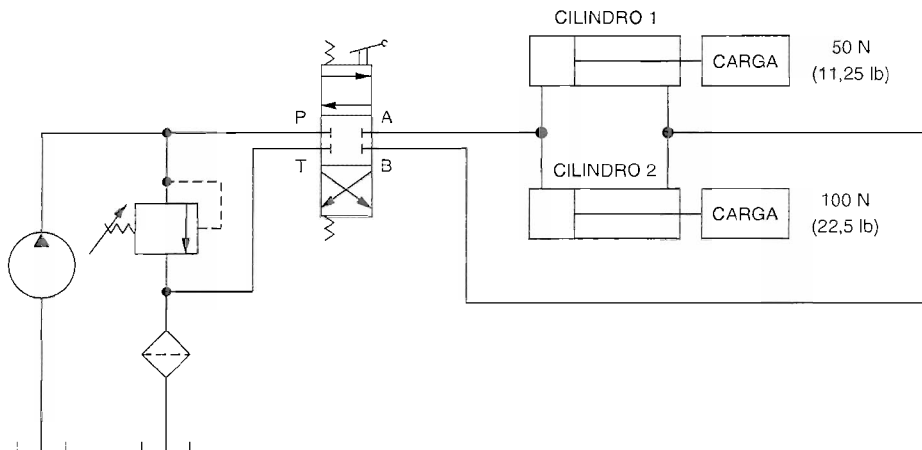 CILINDRO 1
CARGA
50 N
(11,25 lb)
P
A
T
B
CILINDRO 2
CARGA
100 N
(22,5 lb)